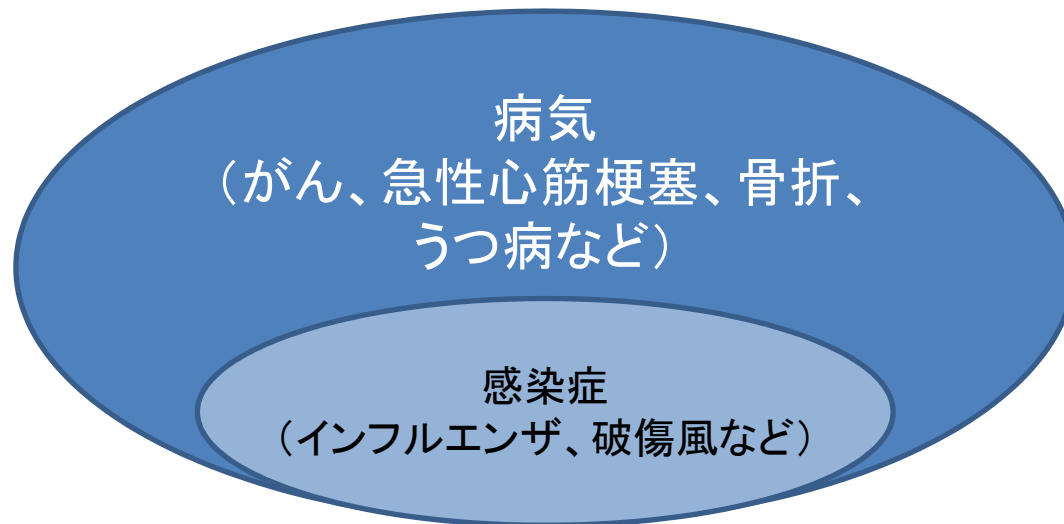 病気
（がん、急性心筋梗塞、骨折、
うつ病など）
感染症
（インフルエンザ、破傷風など）